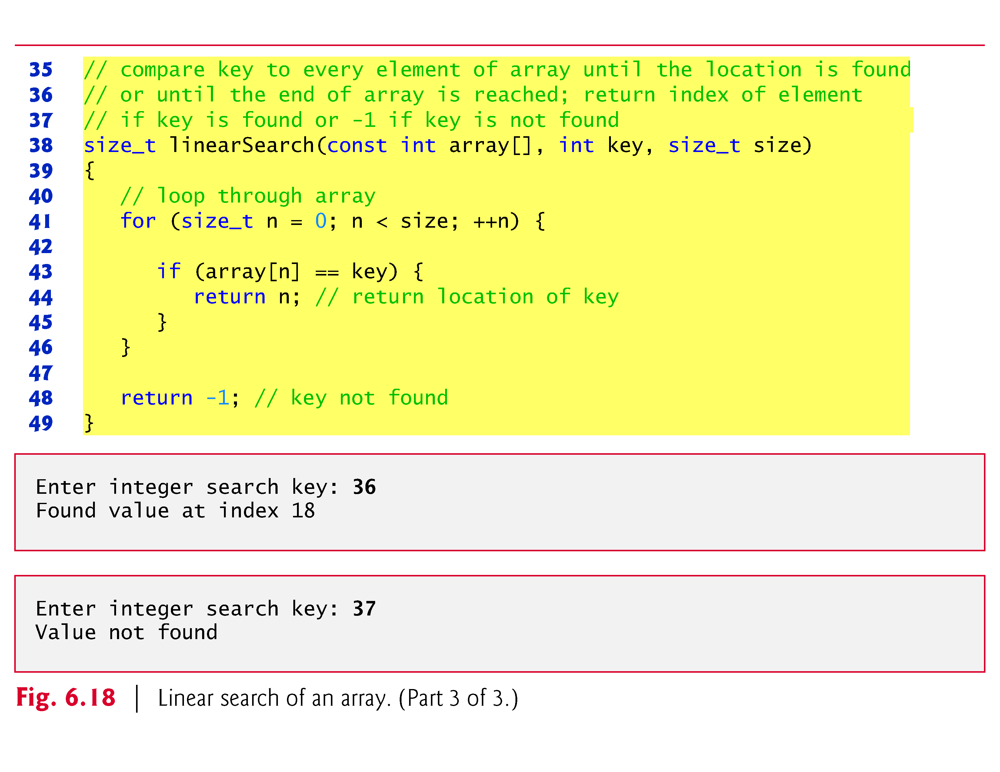 35 // compare key to every element of array until the location is found
36 // or until the end of array is reached; return index of element
37 // if key is found or -1 if key is not found
38 size_t linearSearch(const int array[], int key, size_t size)
39 {
40    // loop through array
41    for (size_t n = 0; n < size; ++n) {
42
43       if (array[n] == key) {
44          return n; // return location of key
45       }
46    }
47
48    return -1; // key not found
49 }
Enter integer search key: 36
Found value at index 18
Enter integer search key: 37
Value not found
Fig. 6.18 | Linear search of an array. (Part 3 of 3.)